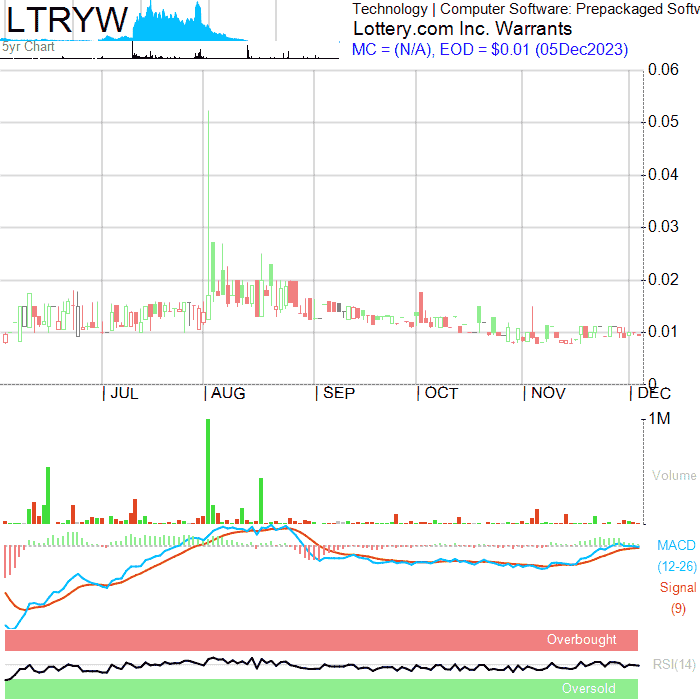 LTRYW
Technology | Computer Software: Prepackaged Softw
Lottery.com Inc. Warrants
5yr Chart
MC = (N/A), EOD = $0.01 (05Dec2023)
0.06
0.05
0.04
0.03
0.02
0.01
0
| JUL | AUG | SEP | OCT | NOV | DEC
1M
Volume
MACD
(12-26)
Signal
(9)
Overbought
RSI(14)
Oversold